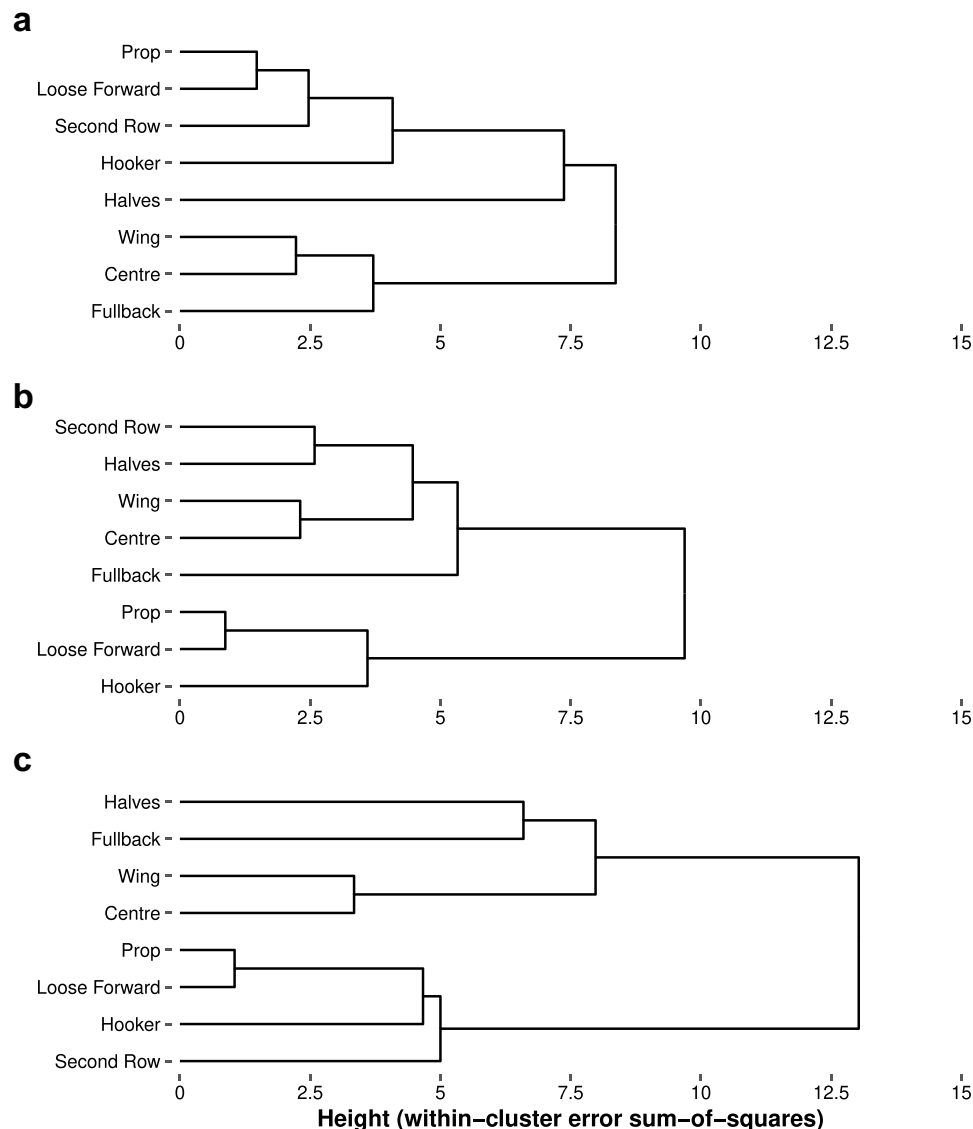 a
Prop
Loose Forward
Second Row
Hooker
Halves
Wing
Centre
Fullback
0 2.5 5 7.5 10 12.5 15
b
Second Row
Halves
Wing
Centre
Fullback
Prop
Loose Forward
Hooker
0 2.5 5 7.5 10 12.5 15
c
Halves
Fullback
Wing
Centre
Prop
Loose Forward
Hooker
Second Row
0 2.5 5 7.5 10 12.5 15
Height (within−cluster error sum−of−squares)